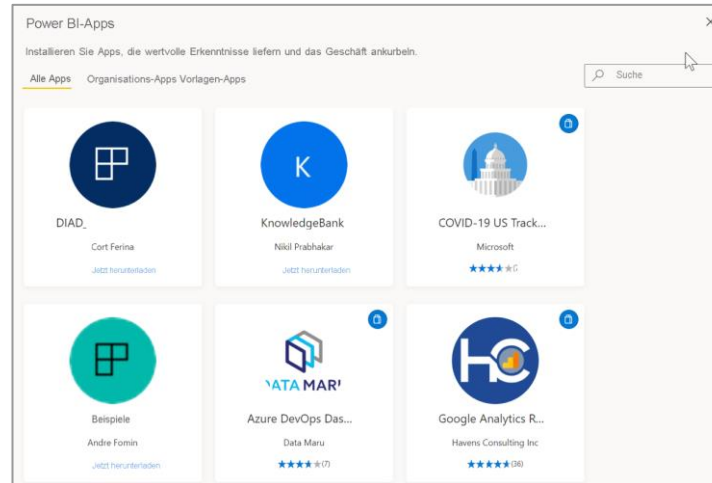 Power BI-Apps
Installieren Sie Apps, die wertvolle Erkenntnisse liefern und das Geschäft ankurbeln.
Alle Apps Organisations-Apps Vorlagen-Apps
Suche
K
DIAD_ KnowledgeBank COVID-19 US Track...
Cort Ferina Nikil Prabhakar Microsoft
Jetzt herunterladen Jetzt herunterladen
HC
DATA MARU
Beispiele Azure DevOps Das... Google Analytics R...
Andre Fomin Data Maru Havens Consulting Inc
Jetzt herunterladen (7) (36)